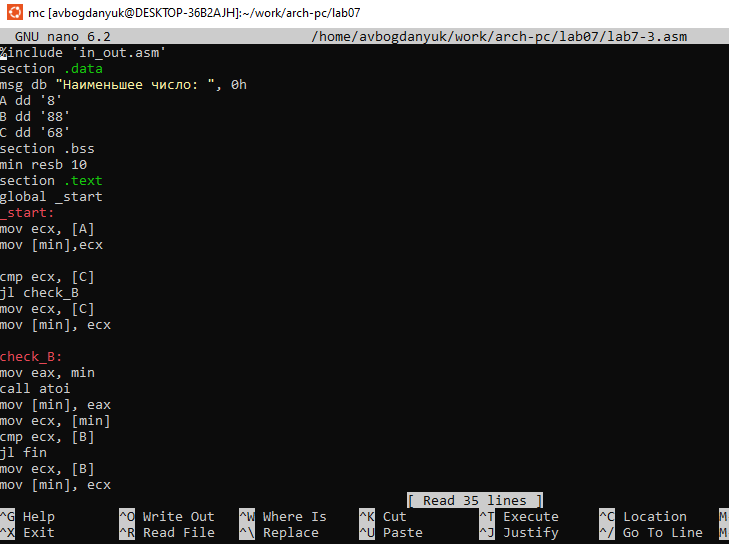 mc [avbogdanyuk@DESKTOP-36B2AJH]:~/work/arch-pc/lab07
GNU nano 6.2 /home/avbogdanyuk/work/arch-pc/lab07/lab7-3.asm
%include 'in_out.asm'
section .data
msg db "Наименьшее число: ", 0h
A dd '8'
B dd '88'
C dd '68'
section .bss
min resb 10
section .text
global _start
_start:
mov ecx, [A]
mov [min],ecx
cmp ecx, [C]
jl check_B
mov ecx, [C]
mov [min], ecx
check_B:
mov eax, min
call atoi
mov [min], eax
mov ecx, [min]
cmp ecx, [B]
jl fin
mov ecx, [B]
mov [min], ecx
[ Read 35 lines ]
^G Help ^O Write Out ^W Where Is ^K Cut ^T Execute ^C Location M
^X Exit ^R Read File ^\ Replace ^U Paste ^J Justify ^/ Go To Line M